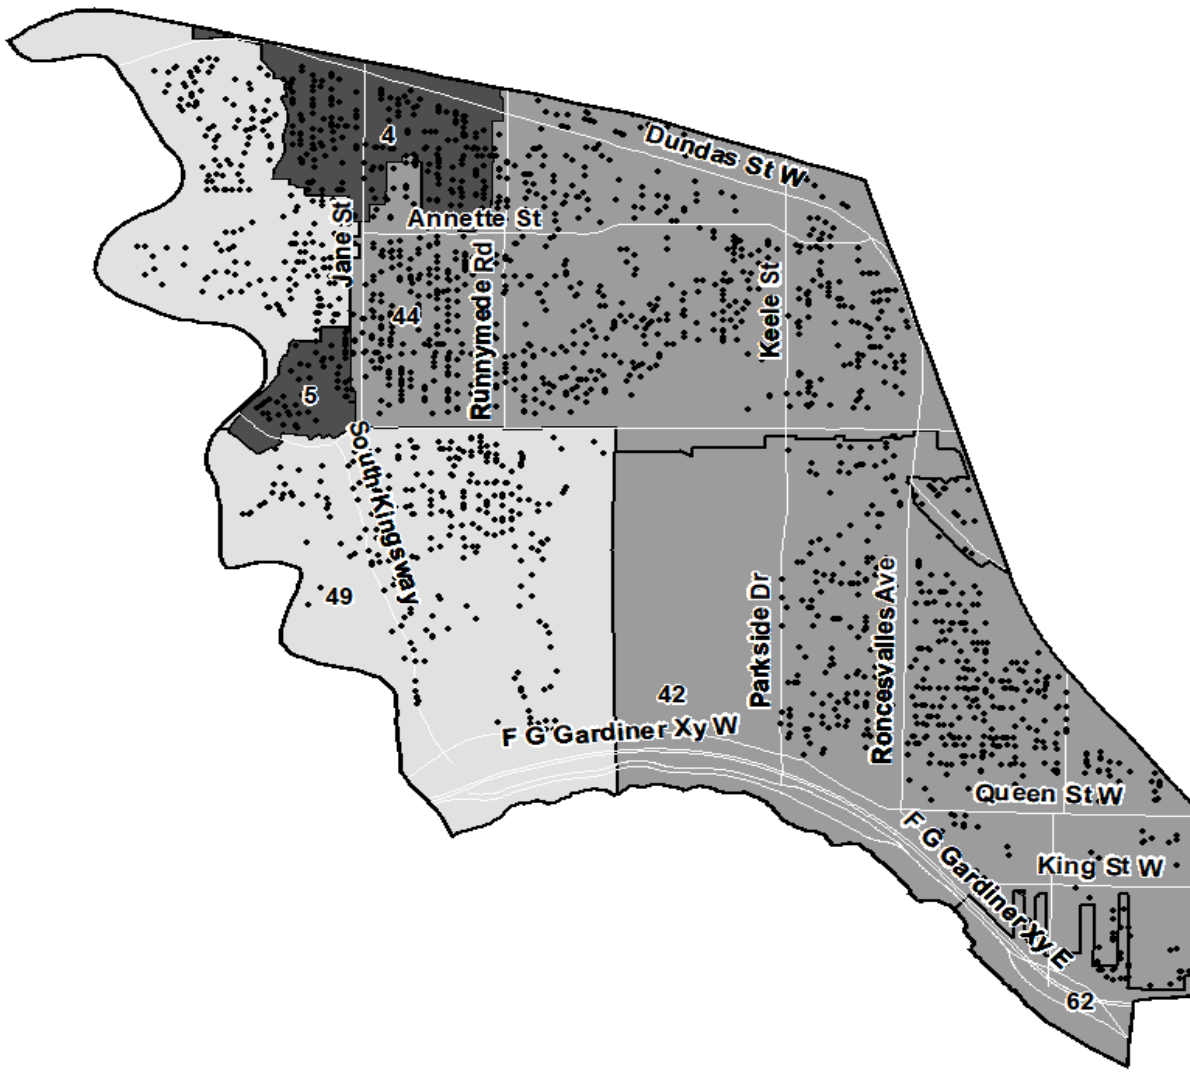 Dundas St W
4
Annette St
Jane St
Runnymede Rd
Keele St
44
5
South Kingsway
49
Parkside Dr
Roncesvalles Ave
42
F G Gardiner Xy W
Queen St W
F G Gardiner Xy E
King St W
62